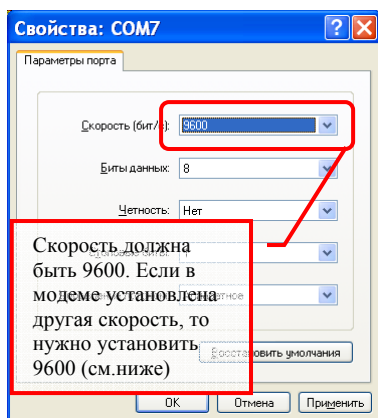 Свойства: COM7
Параметры порта
Скорость (бит/с):
9600
Биты данных:
8
Четность:
Нет
Скорость должна
быть 9600. Если в
модеме установлена
другая скорость, то
нужно установить
9600 (см.ниже)
Восстановить умолчания
OK
Отмена
Применить